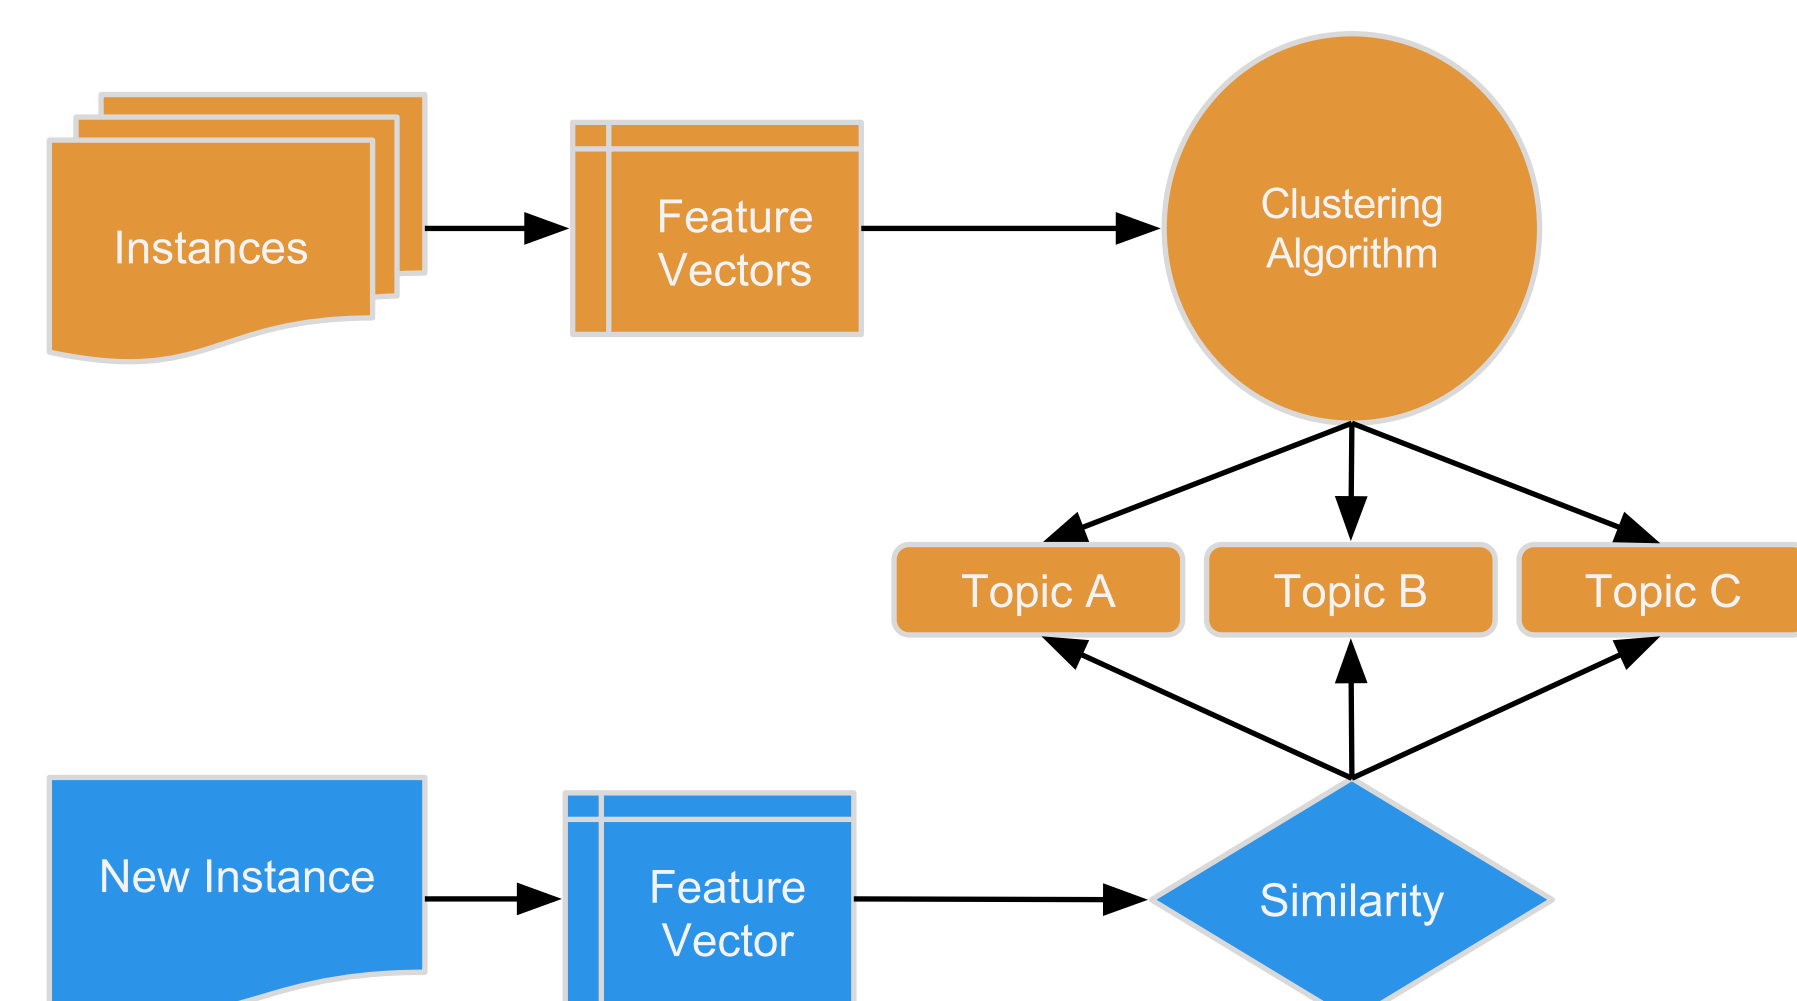 Instances
Feature
Vectors
Clustering
Algorithm
Topic A
Topic B
Topic C
New Instance
Feature
Vector
Similarity